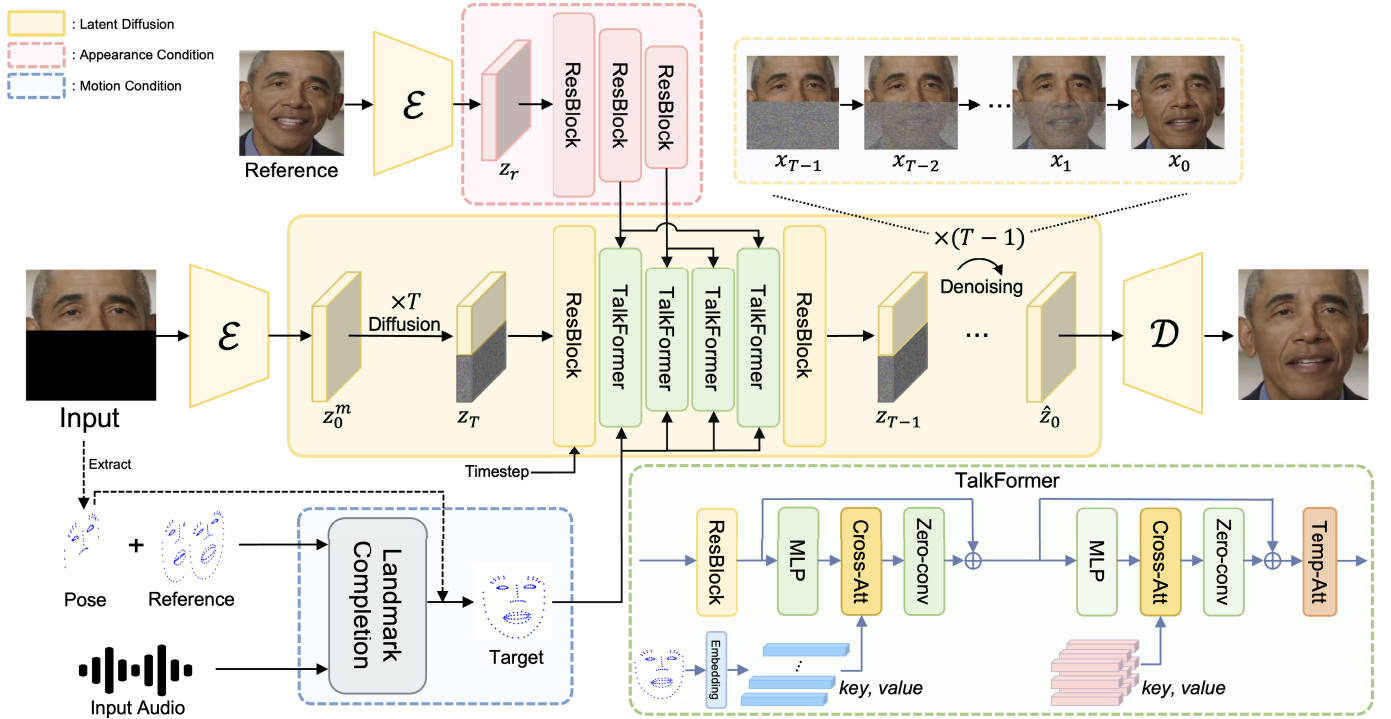 : Latent Diffusion
: Appearance Condition
: Motion Condition
Reference
ℰ
z_r
ResBlock
ResBlock
ResBlock
x_{T−1}
x_{T−2}
...
x_1
x_0
×(T − 1)
Denoising
Input
ℰ
z_0^m
×T
Diffusion
z_T
ResBlock
TalkFormer
TalkFormer
TalkFormer
TalkFormer
ResBlock
z_{T−1}
...
ẑ_0
𝒟
Timestep
Extract
Pose
+
Reference
Input Audio
Landmark
Completion
Target
TalkFormer
ResBlock
MLP
Cross-Att
Zero-conv
MLP
Cross-Att
Zero-conv
Temp-Att
Embedding
...
key, value
key, value